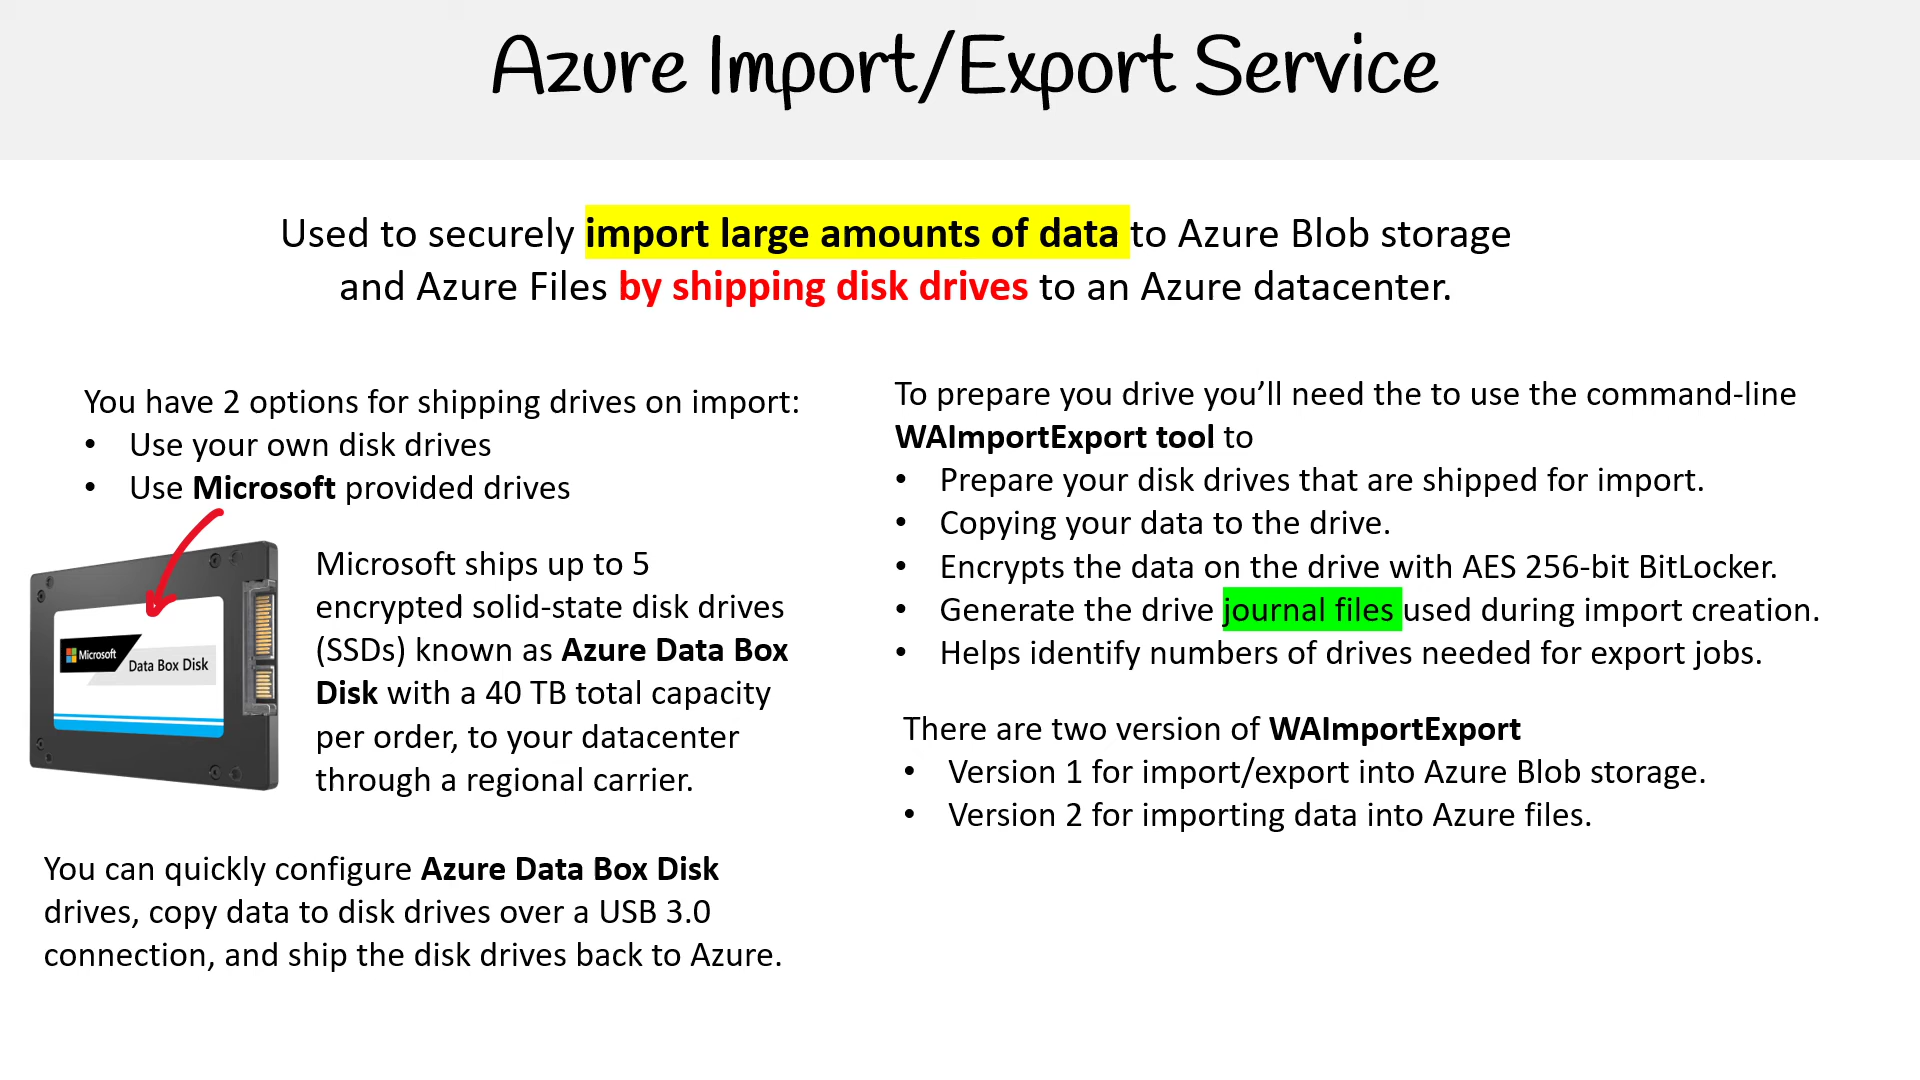 Azure Import/Export Service
Used to securely import large amounts of data to Azure Blob storage
and Azure Files by shipping disk drives to an Azure datacenter.
You have 2 options for shipping drives on import:
• Use your own disk drives
• Use Microsoft provided drives
Microsoft
Data Box Disk
Microsoft ships up to 5
encrypted solid-state disk drives
(SSDs) known as Azure Data Box
Disk with a 40 TB total capacity
per order, to your datacenter
through a regional carrier.
You can quickly configure Azure Data Box Disk
drives, copy data to disk drives over a USB 3.0
connection, and ship the disk drives back to Azure.
To prepare you drive you’ll need the to use the command-line
WAImportExport tool to
• Prepare your disk drives that are shipped for import.
• Copying your data to the drive.
• Encrypts the data on the drive with AES 256-bit BitLocker.
• Generate the drive journal files used during import creation.
• Helps identify numbers of drives needed for export jobs.
There are two version of WAImportExport
• Version 1 for import/export into Azure Blob storage.
• Version 2 for importing data into Azure files.